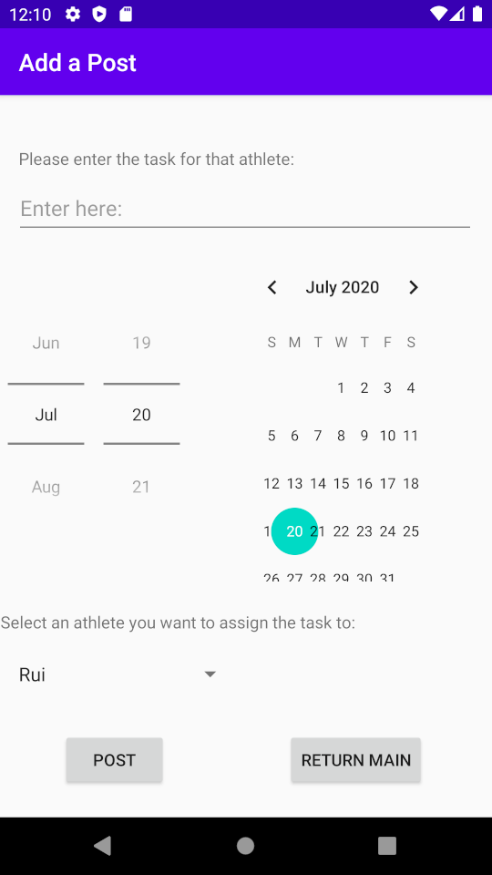 12:10
Add a Post
Please enter the task for that athlete:
Enter here:
July 2020
S M T W T F S
Jun 19
1 2 3 4
Jul 20
5 6 7 8 9 10 11
Aug 21
12 13 14 15 16 17 18
1 20 21 22 23 24 25
26 27 28 29 30 31
Select an athlete you want to assign the task to:
Rui
POST RETURN MAIN